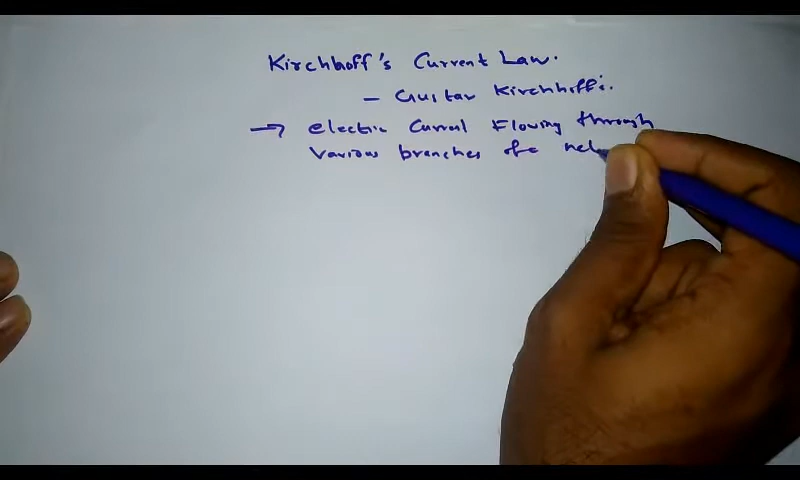 Kirchhoff's Current Law.
- Gustav Kirchhoff.
→ electric Current Flowing through
various branches of a